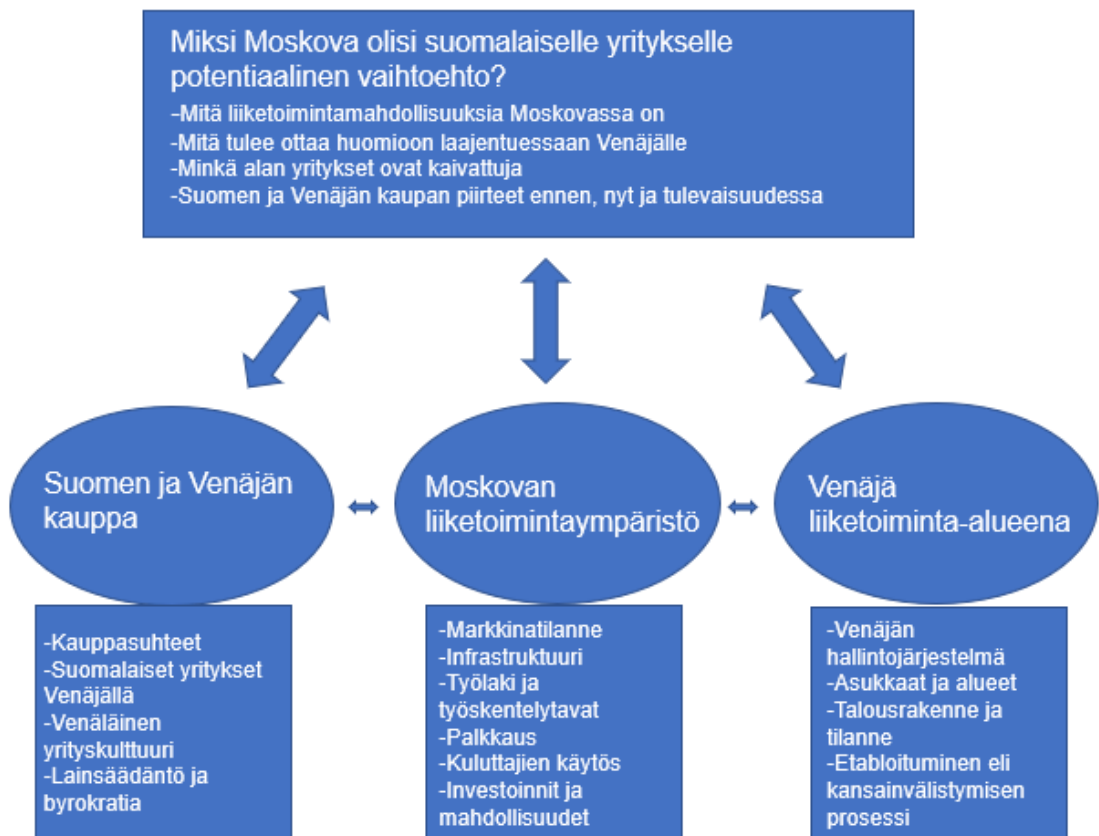 Miksi Moskova olisi suomalaiselle yritykselle
potentiaalinen vaihtoehto?
-Mitä liiketoimintamahdollisuuksia Moskovassa on
-Mitä tulee ottaa huomioon laajentuessaan Venäjälle
-Minkä alan yritykset ovat kaivattuja
-Suomen ja Venäjän kaupan piirteet ennen, nyt ja tulevaisuudessa
Suomen ja Venäjän
kauppa
Moskovan
liiketoimintaympäristö
Venäjä
liiketoiminta-alueena
-Kauppasuhteet
-Suomalaiset yritykset
Venäjällä
-Venäläinen
yrityskulttuuri
-Lainsäädäntö ja
byrokratia
-Markkinatilanne
-Infrastruktuuri
-Työlaki ja
työskentelytavat
-Palkkaus
-Kuluttajien käytös
-Investoinnit ja
mahdollisuudet
-Venäjän
hallintojärjestelmä
-Asukkaat ja alueet
-Talousrakenne ja
tilanne
-Etabloituminen eli
kansainvälistymisen
prosessi